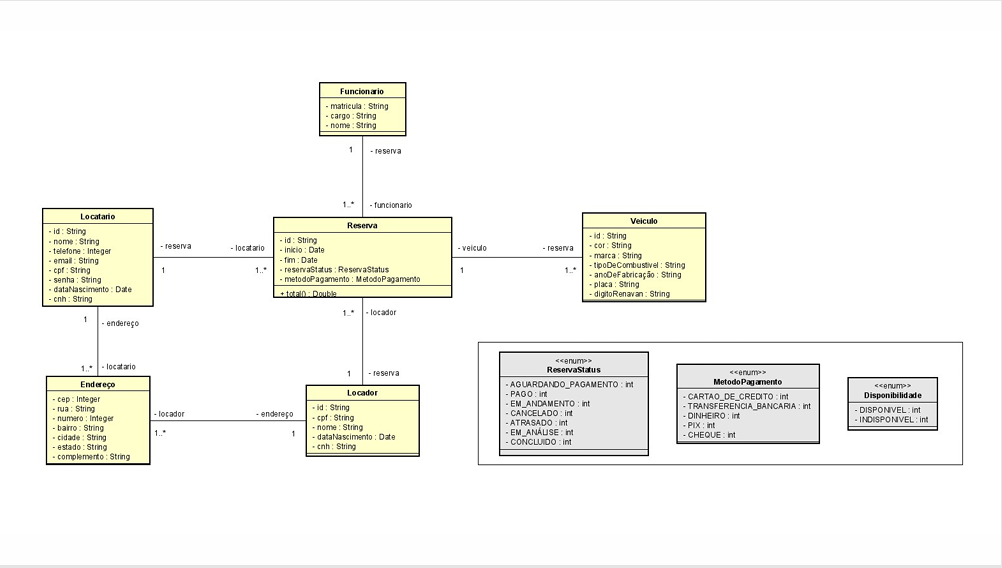 Funcionario
- matricula : String
- cargo : String
- nome : String
1
- reserva
1..*
- funcionario
Locatario
- id : String
- nome : String
- telefone : Integer
- email : String
- cpf : String
- senha : String
- dataNascimento : Date
- cnh : String
- reserva
1
- locatario
1..*
Reserva
- id : String
- inicio : Date
- fim : Date
- reservaStatus : ReservaStatus
- metodoPagamento : MetodoPagamento
+ total() : Double
- veiculo
1
- reserva
1..*
Veiculo
- id : String
- cor : String
- marca : String
- tipoDeCombustivel : String
- anoDeFabricação : String
- placa : String
- digitoRenavan : String
1
- endereço
1..*
- locatario
1..*
- locador
1
- reserva
Endereço
- cep : Integer
- rua : String
- numero : Integer
- bairro : String
- cidade : String
- estado : String
- complemento : String
- locador
1..*
- endereço
1
Locador
- id : String
- cpf : String
- nome : String
- dataNascimento : Date
- cnh : String
<<enum>>
ReservaStatus
- AGUARDANDO_PAGAMENTO : int
- PAGO : int
- EM_ANDAMENTO : int
- CANCELADO : int
- ATRASADO : int
- EM_ANÁLISE : int
- CONCLUIDO : int
<<enum>>
MetodoPagamento
- CARTAO_DE_CREDITO : int
- TRANSFERENCIA_BANCARIA : int
- DINHEIRO : int
- PIX : int
- CHEQUE : int
<<enum>>
Disponibilidade
- DISPONIVEL : int
- INDISPONIVEL : int